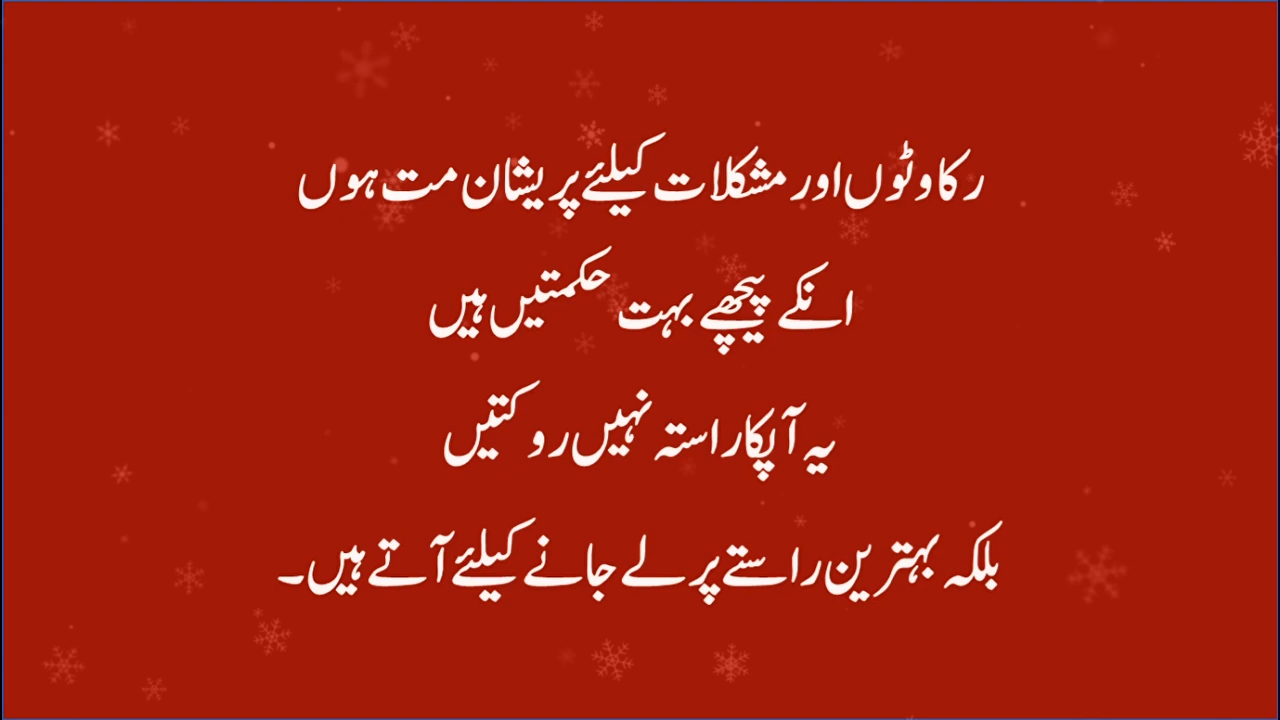 رکاوٹوں اور مشکلات کیلئے پریشان مت ہوں
انکے پیچھے بہت حکمتیں ہیں
یہ آپکا راستہ نہیں روکتیں
بلکہ بہترین راستے پر لے جانے کیلئے آتے ہیں۔